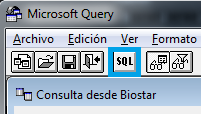 Microsoft Query
Archivo Edición Ver Formato
SQL
Consulta desde Biostar